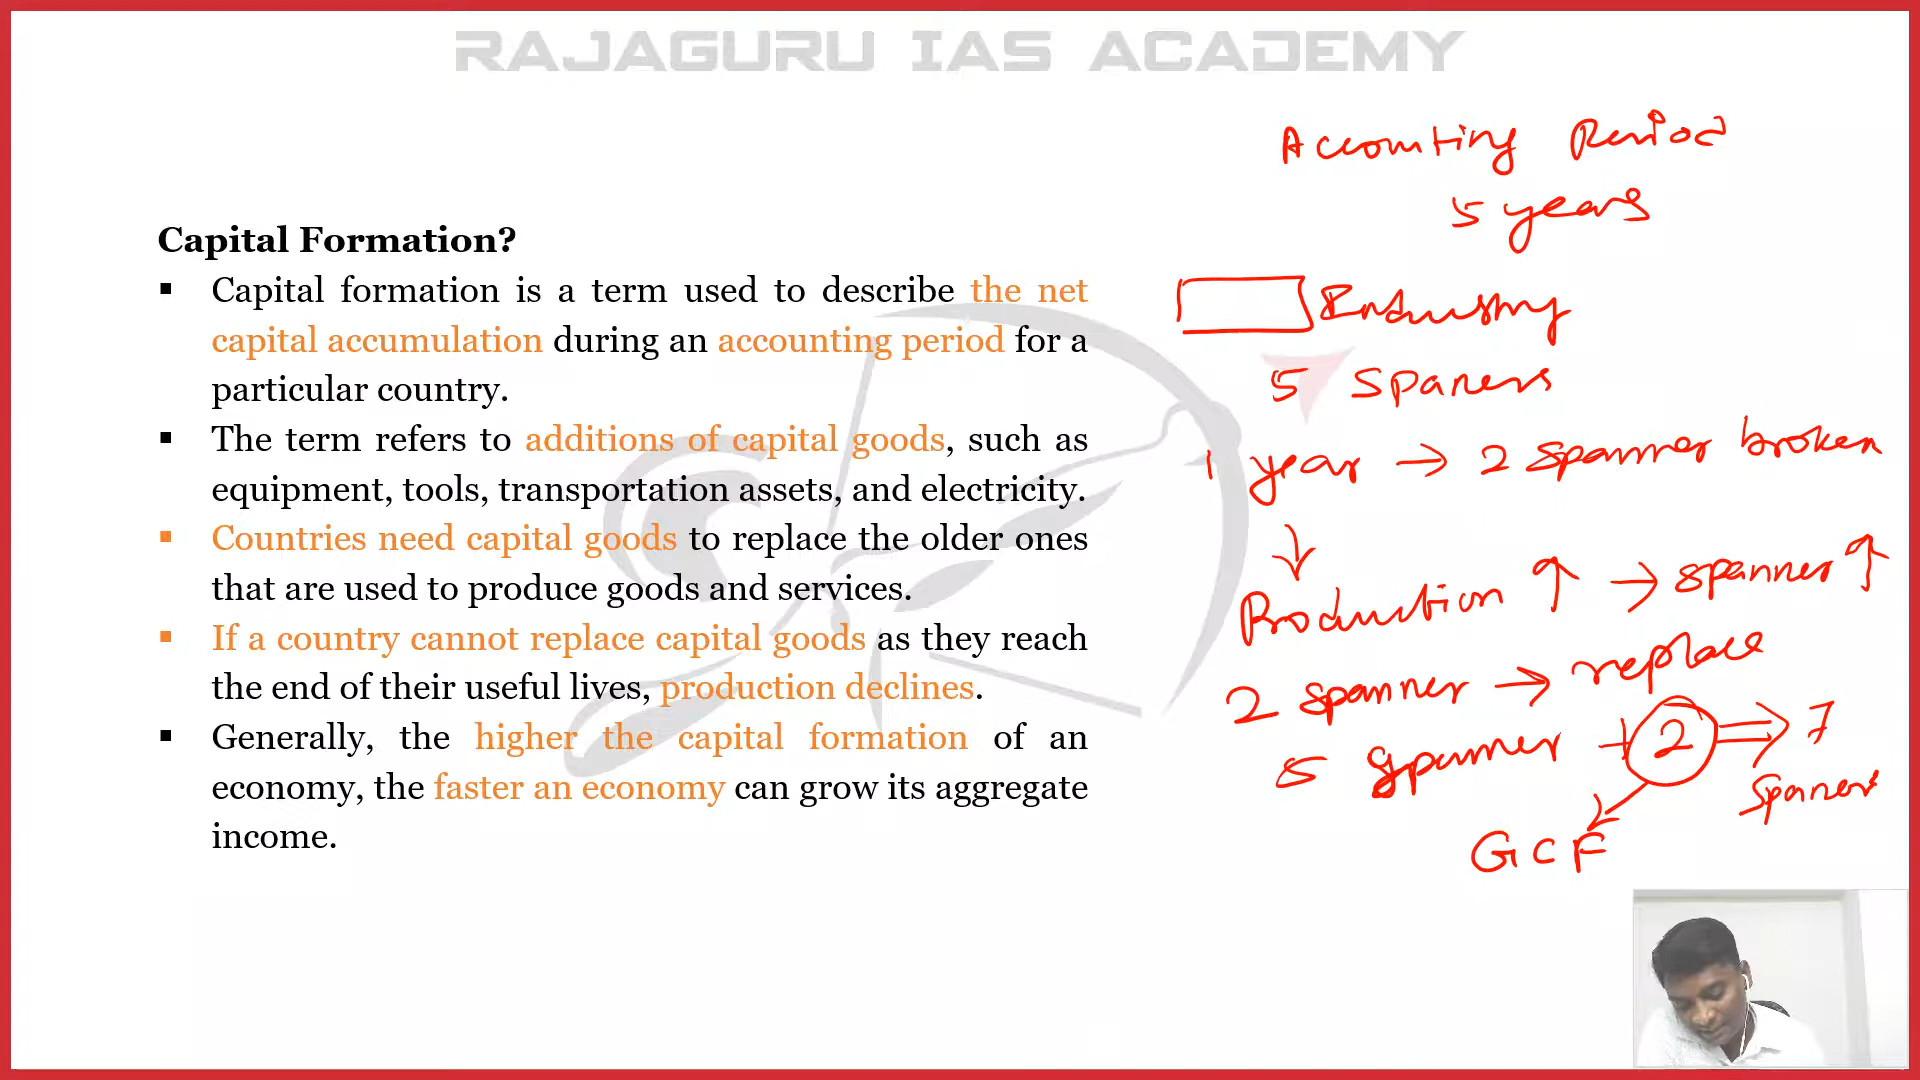 RAJAGURU IAS ACADEMY
Capital Formation?
▪ Capital formation is a term used to describe the net
capital accumulation during an accounting period for a
particular country.
▪ The term refers to additions of capital goods, such as
equipment, tools, transportation assets, and electricity.
▪ Countries need capital goods to replace the older ones
that are used to produce goods and services.
▪ If a country cannot replace capital goods as they reach
the end of their useful lives, production declines.
▪ Generally, the higher the capital formation of an
economy, the faster an economy can grow its aggregate
income.
Accounting Period
5 years
Industry
5 Spaners
1 year → 2 spanner broken
↓
Production ↑ → spanner ↑
2 spanner → replace
5 spanner + 2 ⇒ 7
Spaners
GCF